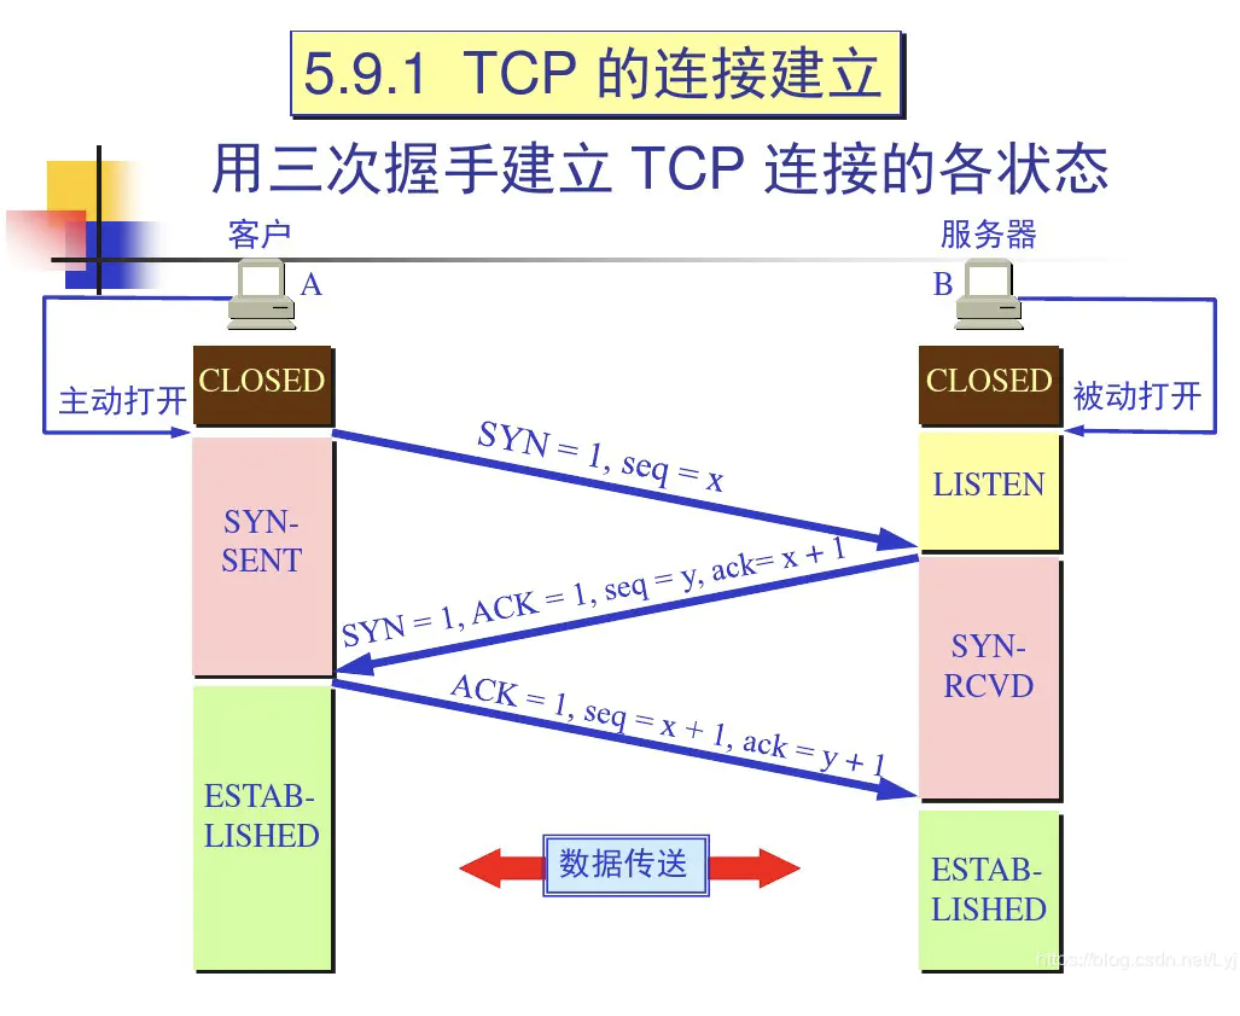 5.9.1 TCP 的连接建立
用三次握手建立 TCP 连接的各状态
客户
服务器
A
B
CLOSED
CLOSED
主动打开
被动打开
SYN = 1, seq = x
LISTEN
SYN-
SENT
SYN = 1, ACK = 1, seq = y, ack= x + 1
SYN-
RCVD
ACK = 1, seq = x + 1, ack = y + 1
ESTAB-
LISHED
数据传送
ESTAB-
LISHED
https://blog.csdn.net/Lyj